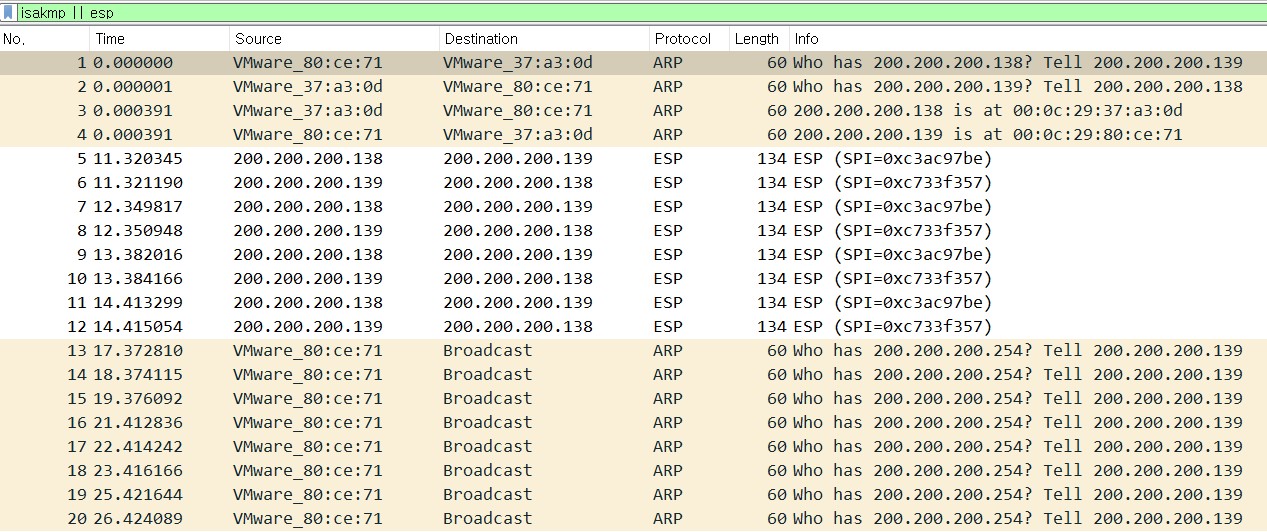 isakmp || esp
No. Time Source Destination Protocol Length Info
1 0.000000 VMware_80:ce:71 VMware_37:a3:0d ARP 60 Who has 200.200.200.138? Tell 200.200.200.139
2 0.000001 VMware_37:a3:0d VMware_80:ce:71 ARP 60 Who has 200.200.200.139? Tell 200.200.200.138
3 0.000391 VMware_37:a3:0d VMware_80:ce:71 ARP 60 200.200.200.138 is at 00:0c:29:37:a3:0d
4 0.000391 VMware_80:ce:71 VMware_37:a3:0d ARP 60 200.200.200.139 is at 00:0c:29:80:ce:71
5 11.320345 200.200.200.138 200.200.200.139 ESP 134 ESP (SPI=0xc3ac97be)
6 11.321190 200.200.200.139 200.200.200.138 ESP 134 ESP (SPI=0xc733f357)
7 12.349817 200.200.200.138 200.200.200.139 ESP 134 ESP (SPI=0xc3ac97be)
8 12.350948 200.200.200.139 200.200.200.138 ESP 134 ESP (SPI=0xc733f357)
9 13.382016 200.200.200.138 200.200.200.139 ESP 134 ESP (SPI=0xc3ac97be)
10 13.384166 200.200.200.139 200.200.200.138 ESP 134 ESP (SPI=0xc733f357)
11 14.413299 200.200.200.138 200.200.200.139 ESP 134 ESP (SPI=0xc3ac97be)
12 14.415054 200.200.200.139 200.200.200.138 ESP 134 ESP (SPI=0xc733f357)
13 17.372810 VMware_80:ce:71 Broadcast ARP 60 Who has 200.200.200.254? Tell 200.200.200.139
14 18.374115 VMware_80:ce:71 Broadcast ARP 60 Who has 200.200.200.254? Tell 200.200.200.139
15 19.376092 VMware_80:ce:71 Broadcast ARP 60 Who has 200.200.200.254? Tell 200.200.200.139
16 21.412836 VMware_80:ce:71 Broadcast ARP 60 Who has 200.200.200.254? Tell 200.200.200.139
17 22.414242 VMware_80:ce:71 Broadcast ARP 60 Who has 200.200.200.254? Tell 200.200.200.139
18 23.416166 VMware_80:ce:71 Broadcast ARP 60 Who has 200.200.200.254? Tell 200.200.200.139
19 25.421644 VMware_80:ce:71 Broadcast ARP 60 Who has 200.200.200.254? Tell 200.200.200.139
20 26.424089 VMware_80:ce:71 Broadcast ARP 60 Who has 200.200.200.254? Tell 200.200.200.139